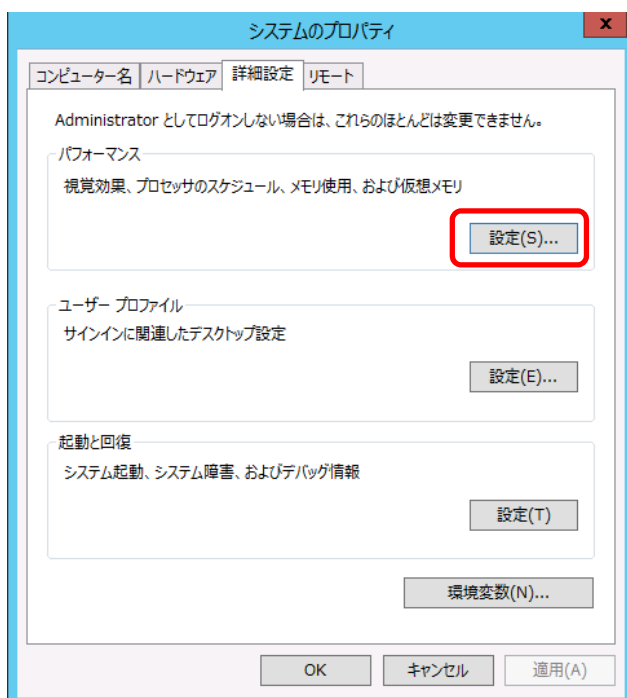 システムのプロパティ
x
コンピューター名 ハードウェア 詳細設定 リモート
Administrator としてログオンしない場合は、これらのほとんどは変更できません。
パフォーマンス
視覚効果、プロセッサのスケジュール、メモリ使用、および仮想メモリ
設定(S)...
ユーザー プロファイル
サインインに関連したデスクトップ設定
設定(E)...
起動と回復
システム起動、システム障害、およびデバッグ情報
設定(T)
環境変数(N)...
OK キャンセル 適用(A)